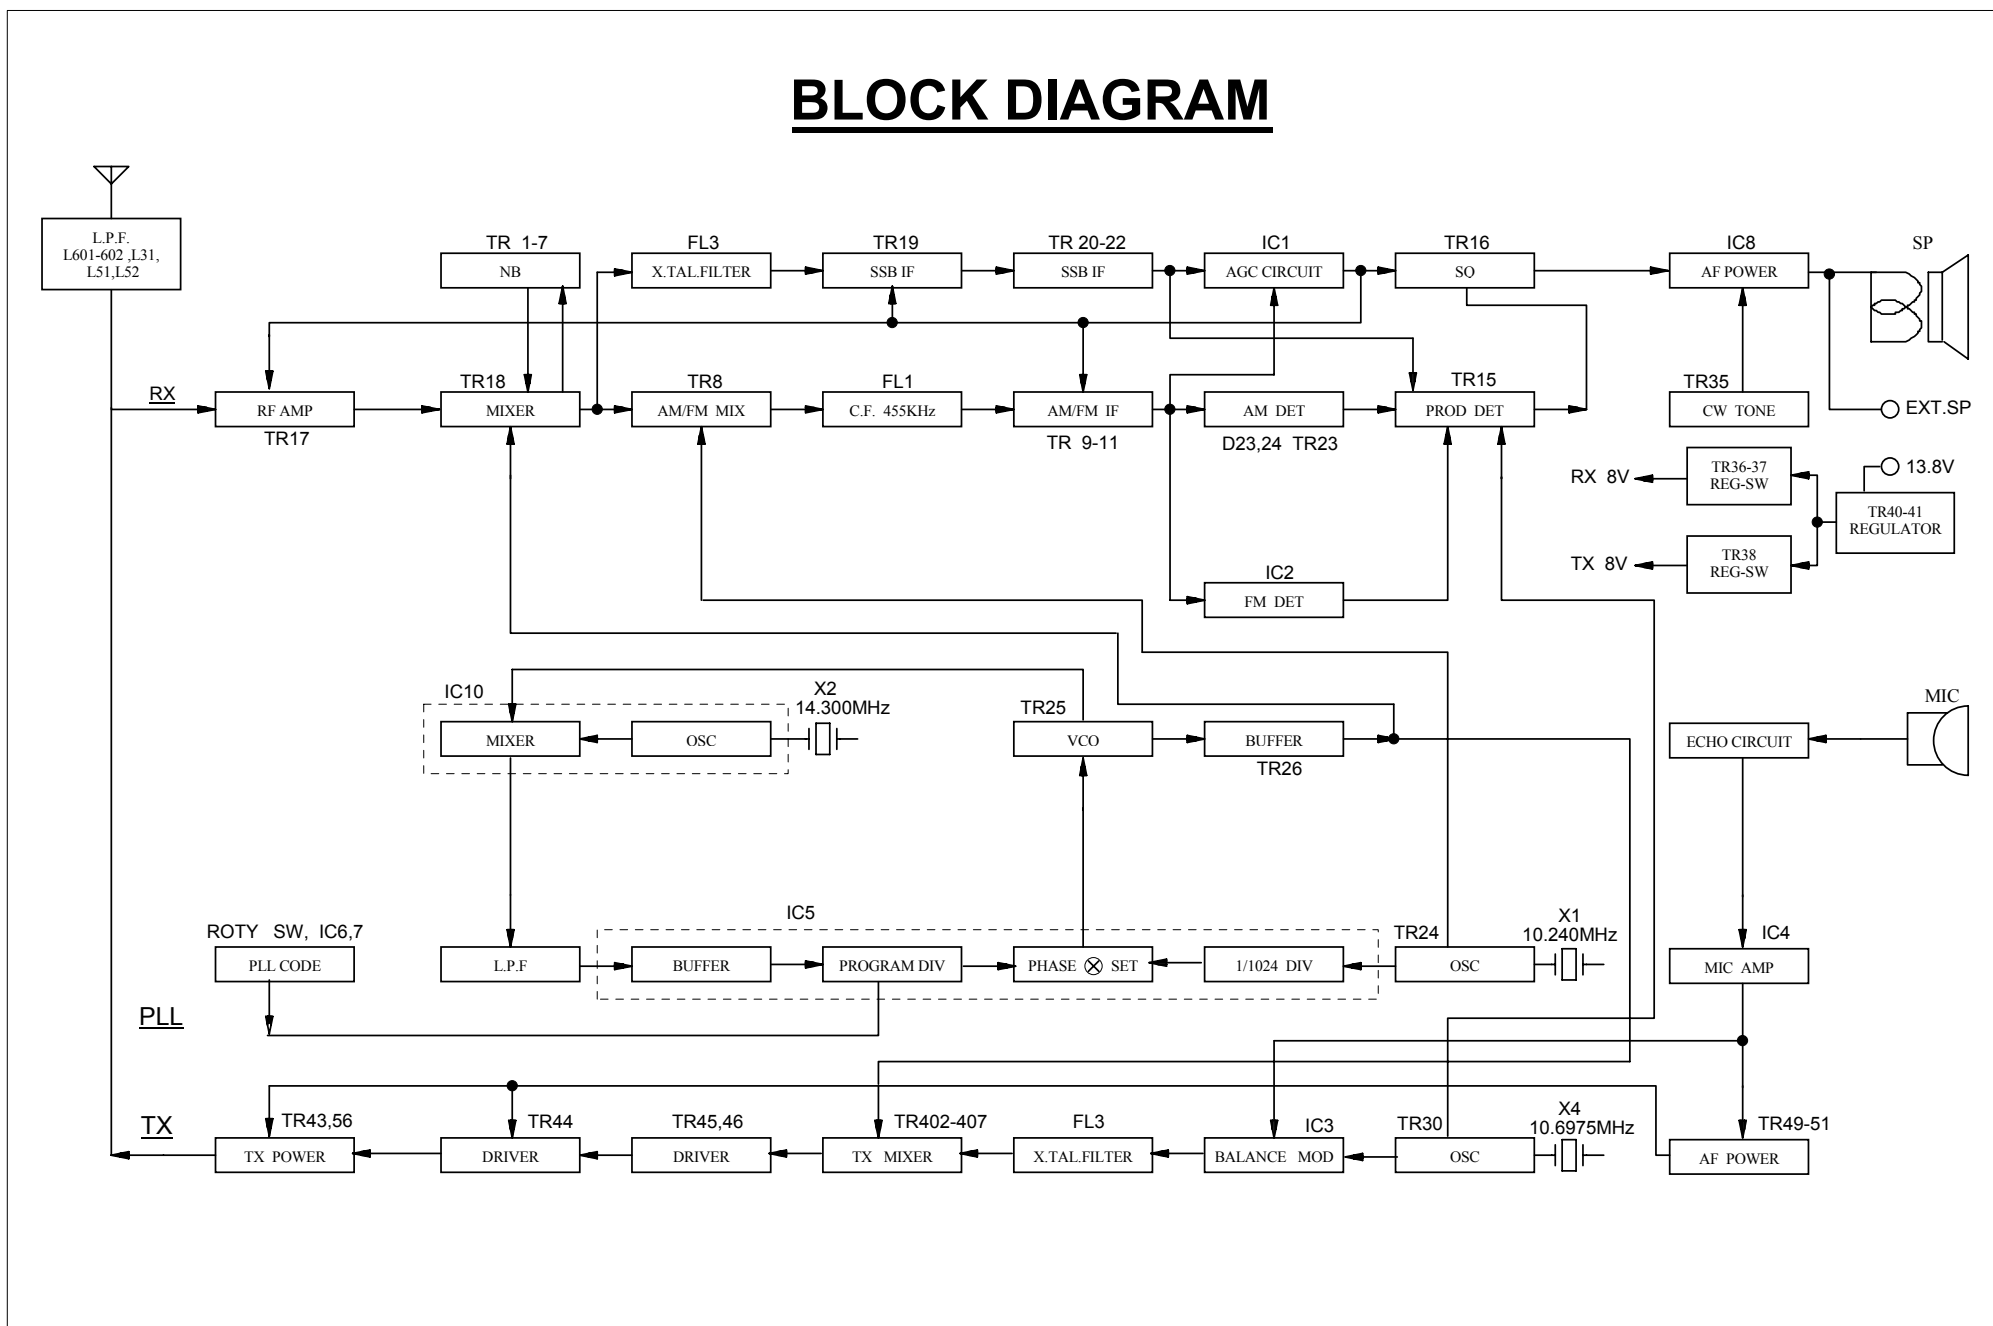 BLOCK DIAGRAM
L.P.F.
L601-602 ,L31,
L51,L52
TR 1-7
NB
FL3
X.TAL.FILTER
TR19
SSB IF
TR 20-22
SSB IF
IC1
AGC CIRCUIT
TR16
SQ
IC8
AF POWER
SP
RX
RF AMP
TR17
TR18
MIXER
TR8
AM/FM MIX
FL1
C.F. 455KHz
AM/FM IF
TR 9-11
AM DET
D23,24 TR23
TR15
PROD DET
TR35
CW TONE
EXT.SP
RX 8V
TR36-37
REG-SW
13.8V
TR40-41
REGULATOR
TX 8V
TR38
REG-SW
IC2
FM DET
IC10
MIXER
OSC
X2
14.300MHz
TR25
VCO
BUFFER
TR26
ECHO CIRCUIT
MIC
ROTY SW, IC6,7
PLL CODE
L.P.F
IC5
BUFFER
PROGRAM DIV
PHASE ⊗ SET
1/1024 DIV
TR24
OSC
X1
10.240MHz
IC4
MIC AMP
PLL
TX
TR43,56
TX POWER
TR44
DRIVER
TR45,46
DRIVER
TR402-407
TX MIXER
FL3
X.TAL.FILTER
IC3
BALANCE MOD
TR30
OSC
X4
10.6975MHz
TR49-51
AF POWER